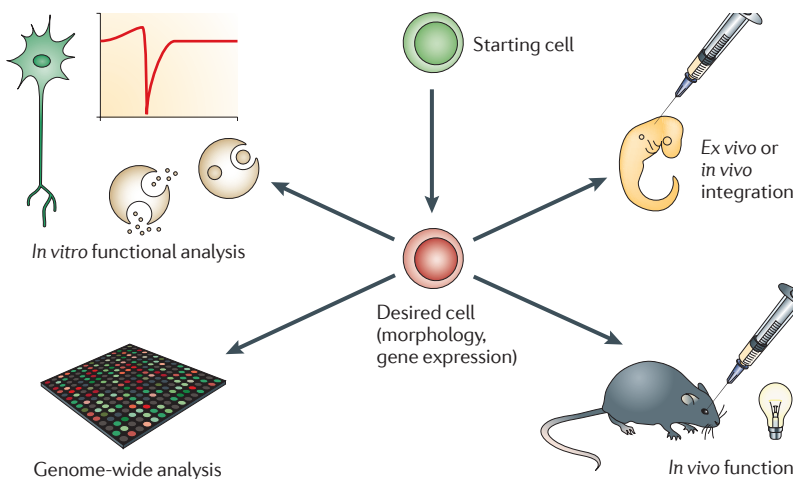 Starting cell
Ex vivo or
in vivo
integration
In vitro functional analysis
Desired cell
(morphology,
gene expression)
Genome-wide analysis
In vivo function